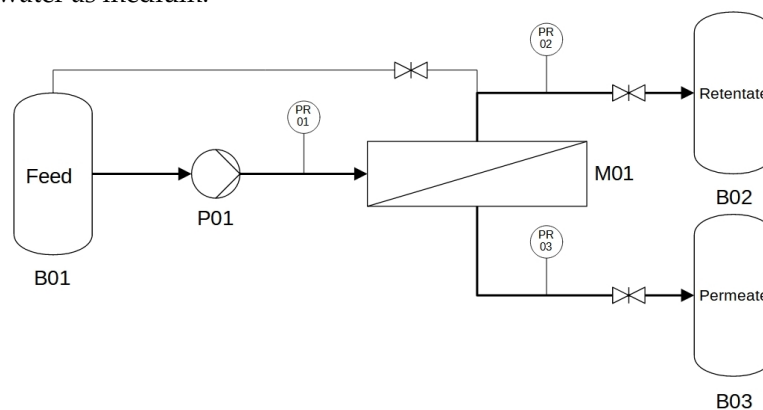 water as medium.
PR
02
PR
01
Retentate
Feed
M01
B02
P01
PR
03
B01
Permeate
B03